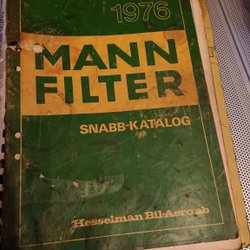 1976
MANN
FILTER
SNABB-KATALOG
Hesselman Bil-Aero ab